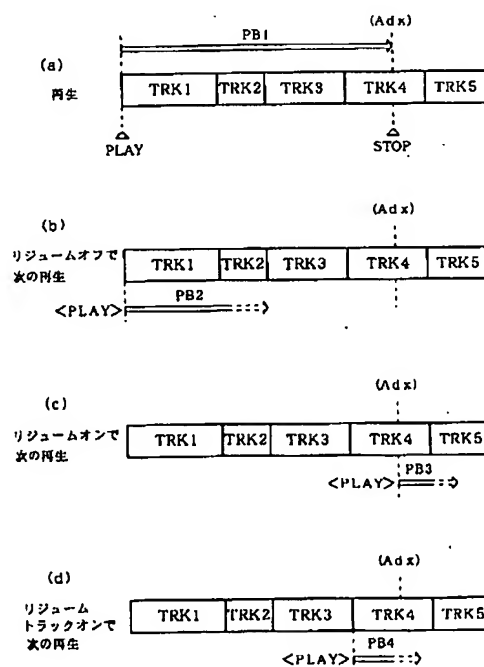 (Adx)
PB1
(a)
再生
TRK1 TRK2 TRK3 TRK4 TRK5
PLAY STOP
(b)
(Adx)
リジュームオフで
次の再生
TRK1 TRK2 TRK3 TRK4 TRK5
<PLAY> PB2
(c)
(Adx)
リジュームオンで
次の再生
TRK1 TRK2 TRK3 TRK4 TRK5
<PLAY> PB3
(d)
(Adx)
リジューム
トラックオンで
次の再生
TRK1 TRK2 TRK3 TRK4 TRK5
<PLAY> PB4